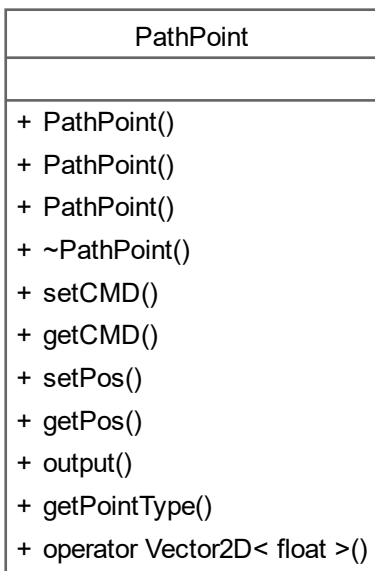 PathPoint
+ PathPoint()
+ PathPoint()
+ PathPoint()
+ ~PathPoint()
+ setCMD()
+ getCMD()
+ setPos()
+ getPos()
+ output()
+ getPointType()
+ operator Vector2D< float >()